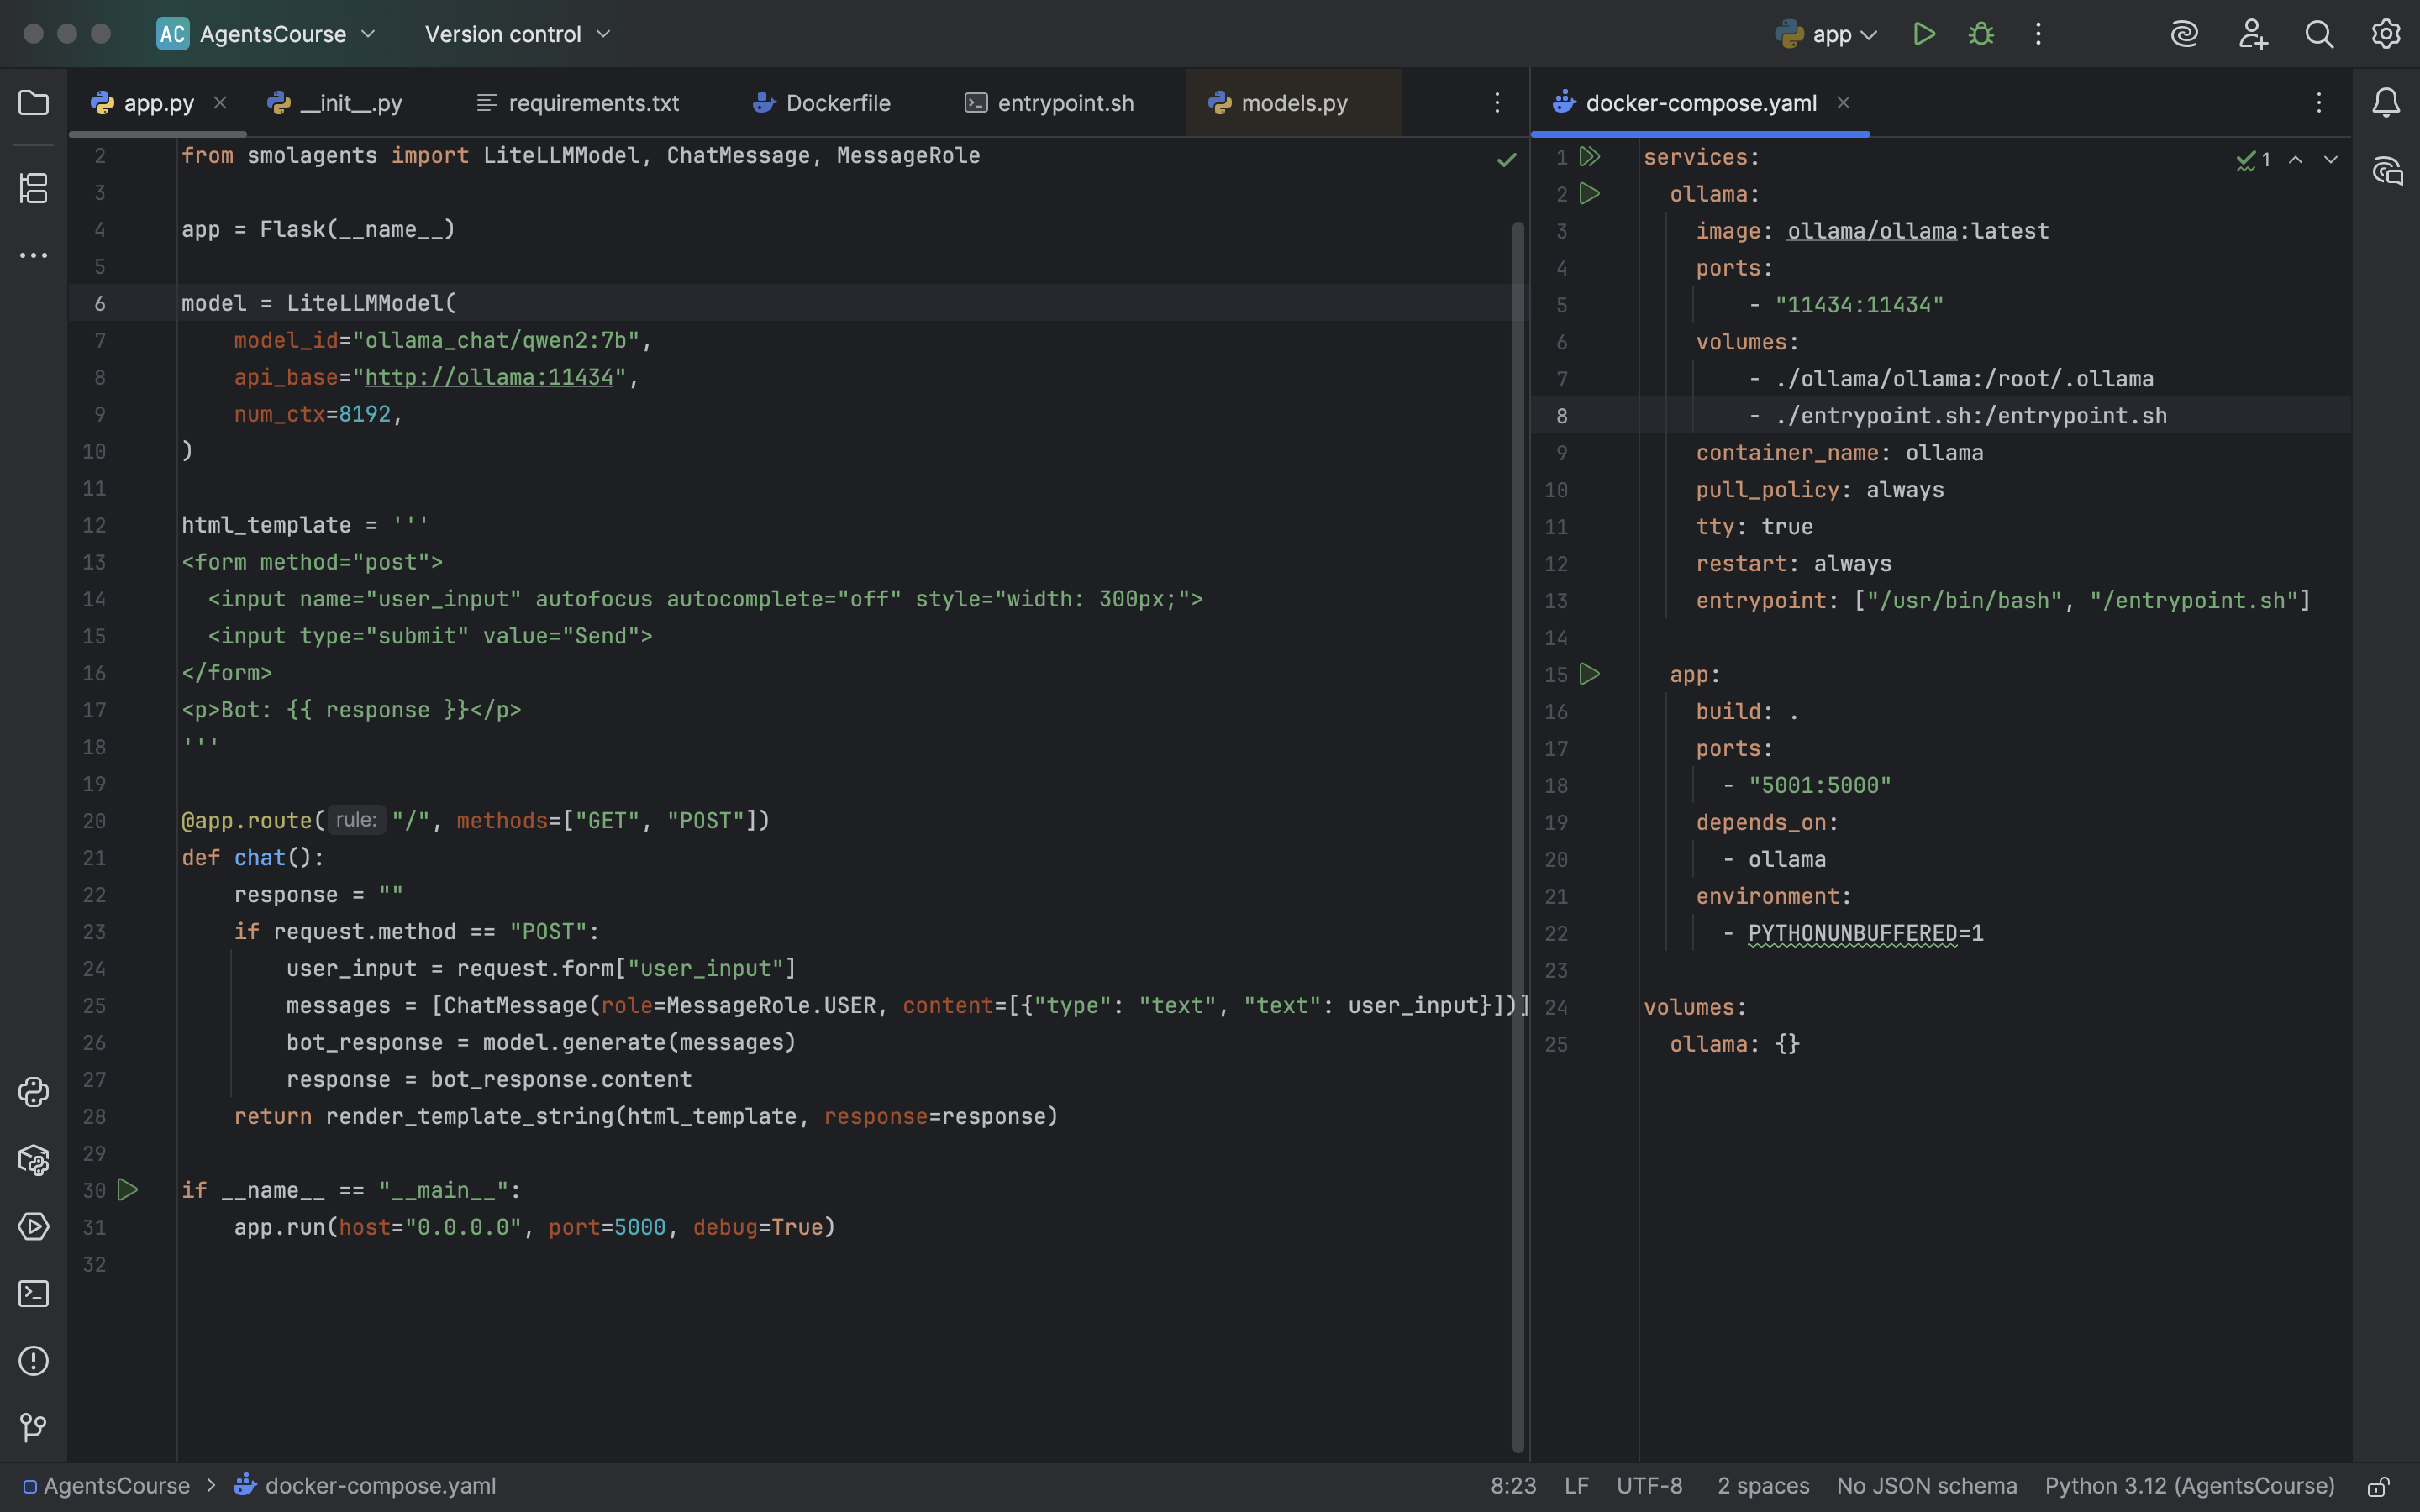 AC AgentsCourse Version control app
app.py __init__.py requirements.txt Dockerfile entrypoint.sh models.py
2 from smolagents import LiteLLMModel, ChatMessage, MessageRole
3
4 app = Flask(__name__)
5
6 model = LiteLLMModel(
7     model_id="ollama_chat/qwen2:7b",
8     api_base="http://ollama:11434",
9     num_ctx=8192,
10 )
11
12 html_template = '''
13 <form method="post">
14   <input name="user_input" autofocus autocomplete="off" style="width: 300px;">
15   <input type="submit" value="Send">
16 </form>
17 <p>Bot: {{ response }}</p>
18 '''
19
20 @app.route( rule: "/", methods=["GET", "POST"])
21 def chat():
22     response = ""
23     if request.method == "POST":
24         user_input = request.form["user_input"]
25         messages = [ChatMessage(role=MessageRole.USER, content=[{"type": "text", "text": user_input}])]
26         bot_response = model.generate(messages)
27         response = bot_response.content
28     return render_template_string(html_template, response=response)
29
30 if __name__ == "__main__":
31     app.run(host="0.0.0.0", port=5000, debug=True)
32
docker-compose.yaml
1 services: 1
2   ollama:
3     image: ollama/ollama:latest
4     ports:
5         - "11434:11434"
6     volumes:
7         - ./ollama/ollama:/root/.ollama
8         - ./entrypoint.sh:/entrypoint.sh
9     container_name: ollama
10     pull_policy: always
11     tty: true
12     restart: always
13     entrypoint: ["/usr/bin/bash", "/entrypoint.sh"]
14
15   app:
16     build: .
17     ports:
18       - "5001:5000"
19     depends_on:
20       - ollama
21     environment:
22       - PYTHONUNBUFFERED=1
23
24 volumes:
25   ollama: {}
AgentsCourse > docker-compose.yaml 8:23 LF UTF-8 2 spaces No JSON schema Python 3.12 (AgentsCourse)